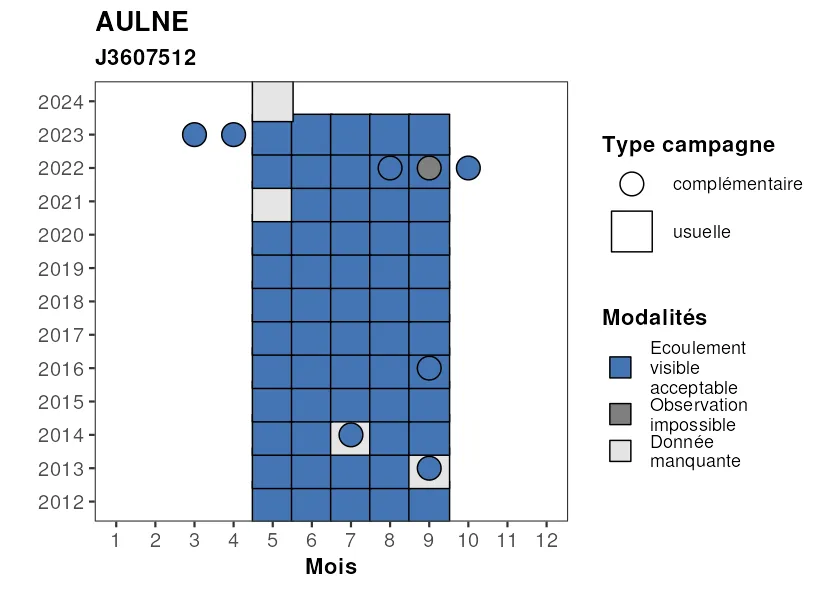 AULNE
J3607512
2024
2023
2022
2021
2020
2019
2018
2017
2016
2015
2014
2013
2012
1 2 3 4 5 6 7 8 9 10 11 12
Mois
Type campagne
complémentaire
usuelle
Modalités
Ecoulement
visible
acceptable
Observation
impossible
Donnée
manquante